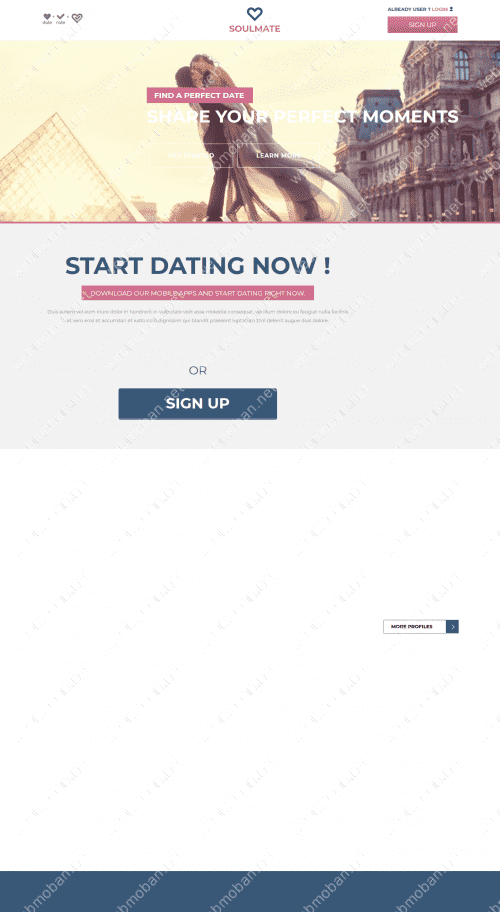 date
rate
SOULMATE
ALREADY USER ? LOGIN
SIGN UP
FIND A PERFECT DATE
SHARE YOUR PERFECT MOMENTS
LEARN MORE
START DATING NOW !
DOWNLOAD OUR MOBILE APPS AND START DATING RIGHT NOW.
Duis autem vel eum iriure dolor in hendrerit in vulputate velit esse molestie consequat, vel illum dolore eu feugiat nulla facilisis
at vero eros et accumsan et iusto odio dignissim qui blandit praesent luptatum zzril delenit augue duis dolore.
OR
SIGN UP
MORE PROFILES